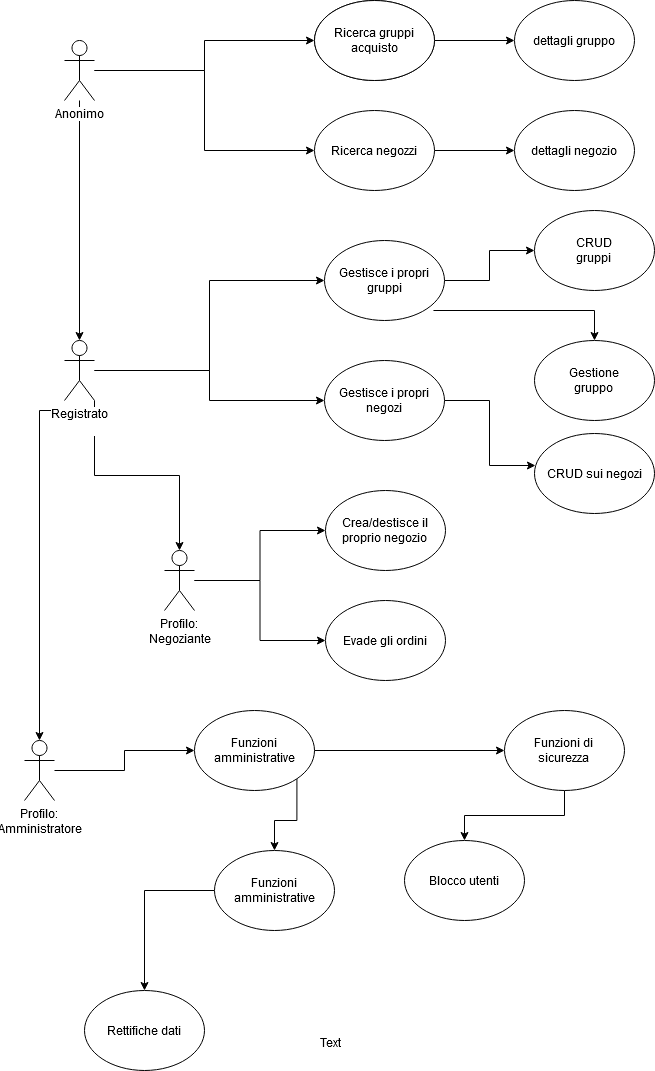 Ricerca gruppi
acquisto
dettagli gruppo
Anonimo
Ricerca negozzi
dettagli negozio
CRUD
gruppi
Gestisce i propri
gruppi
Gestione
gruppo
Gestisce i propri
negozi
Registrato
CRUD sui negozi
Crea/destisce il
proprio negozio
Profilo:
Negoziante
Evade gli ordini
Funzioni
amministrative
Funzioni di
sicurezza
Profilo:
Amministratore
Funzioni
amministrative
Blocco utenti
Rettifiche dati
Text